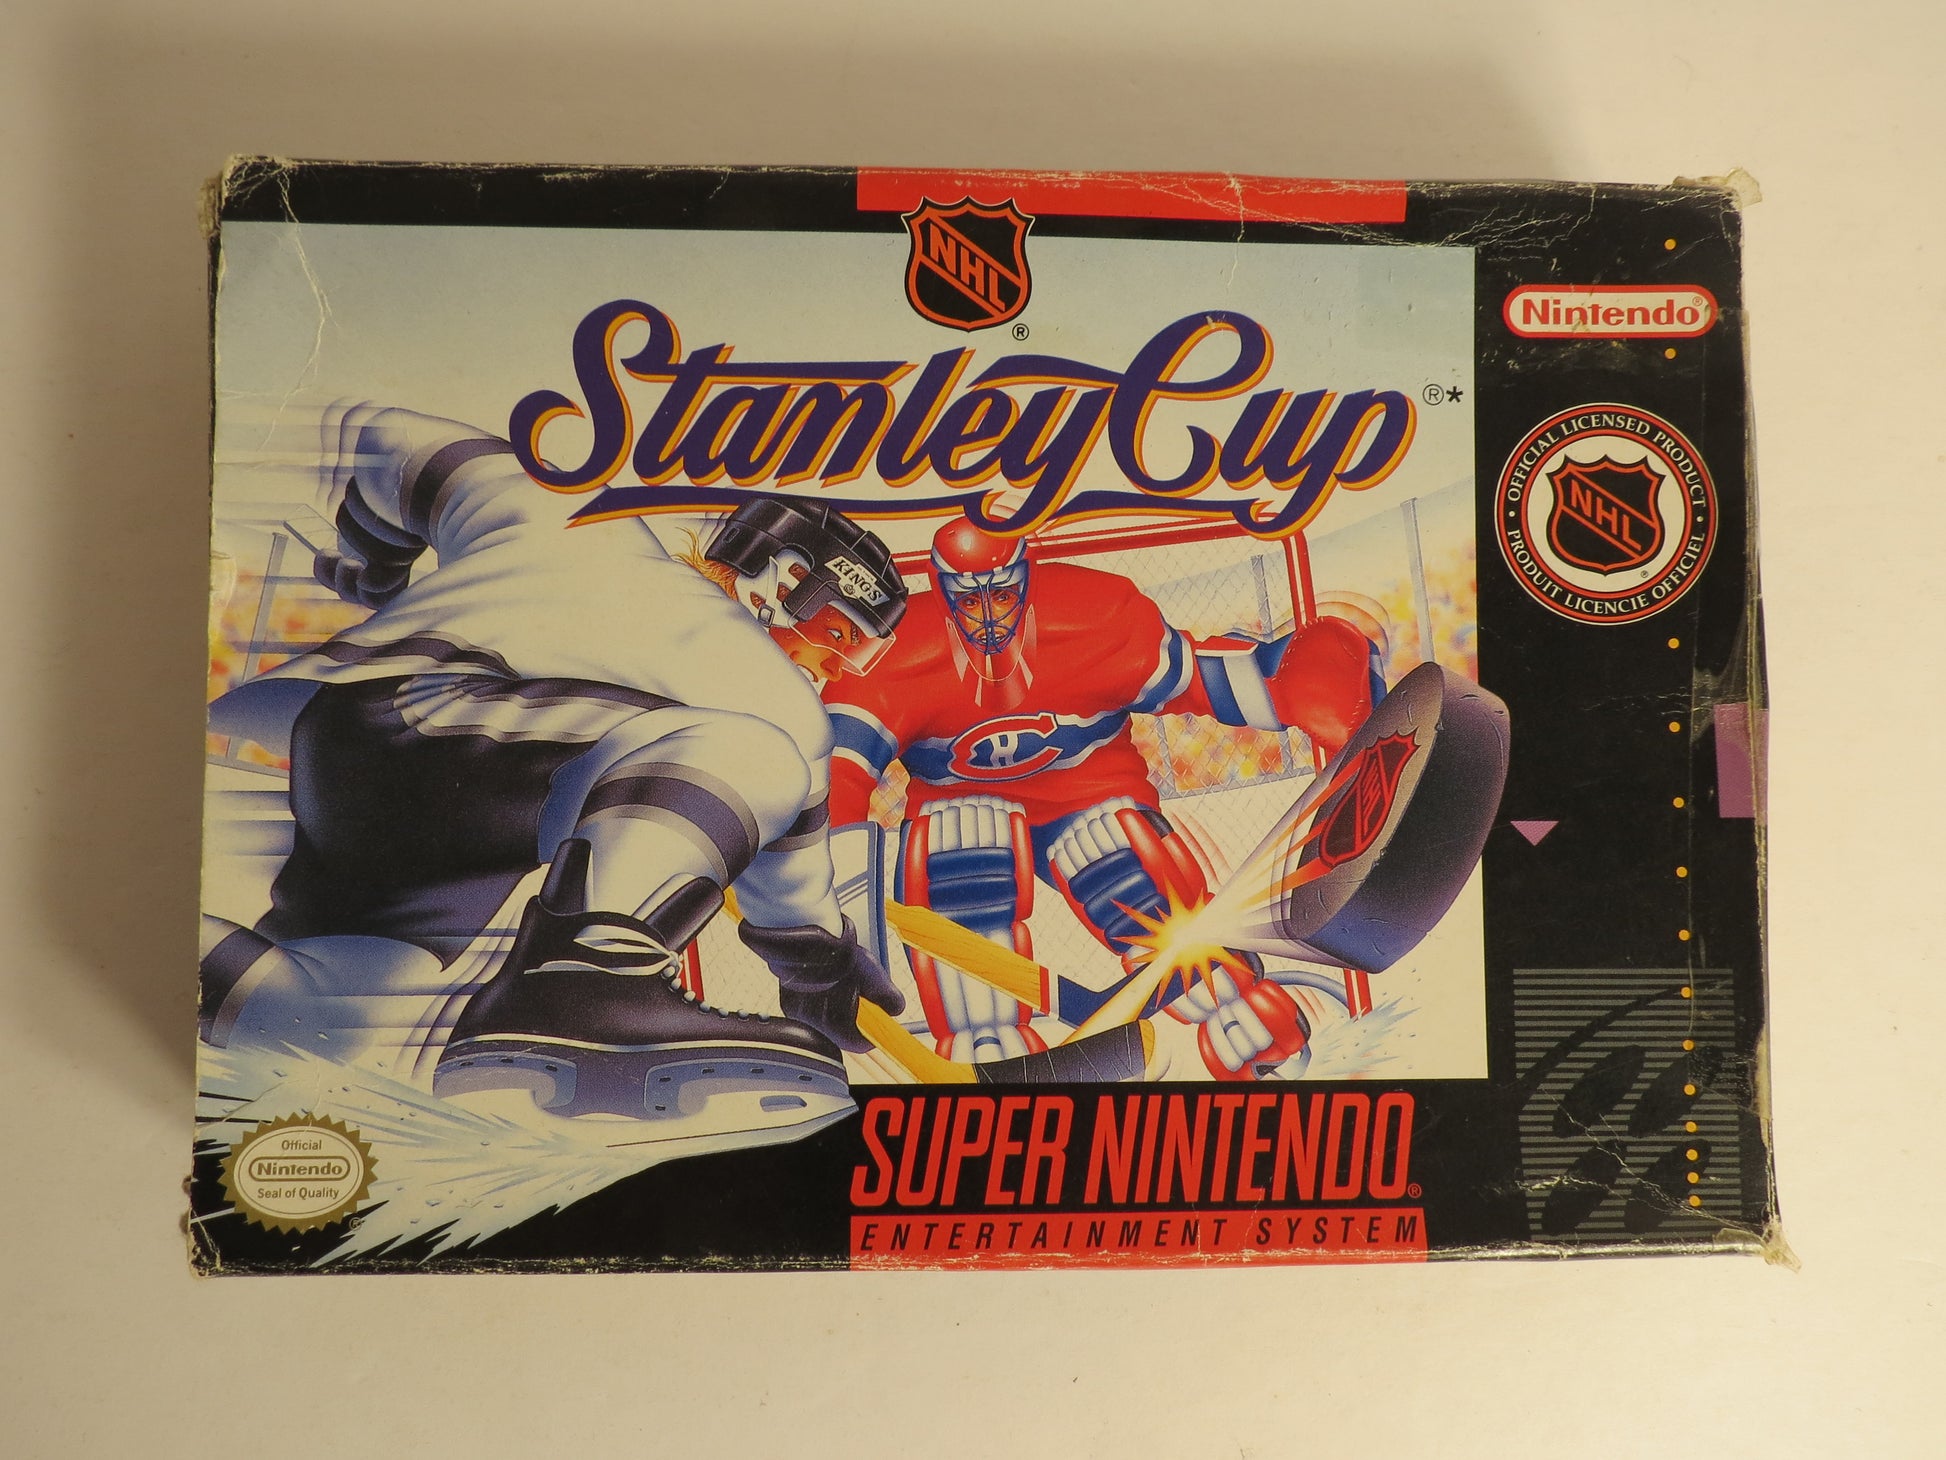 NHL
®
Stanley Cup ®*
Nintendo®
OFFICIAL LICENSED PRODUCT
NHL
®
PRODUIT LICENCIE OFFICIEL
KINGS
CH
Official
Nintendo
Seal of Quality
®
SUPER NINTENDO®
ENTERTAINMENT SYSTEM